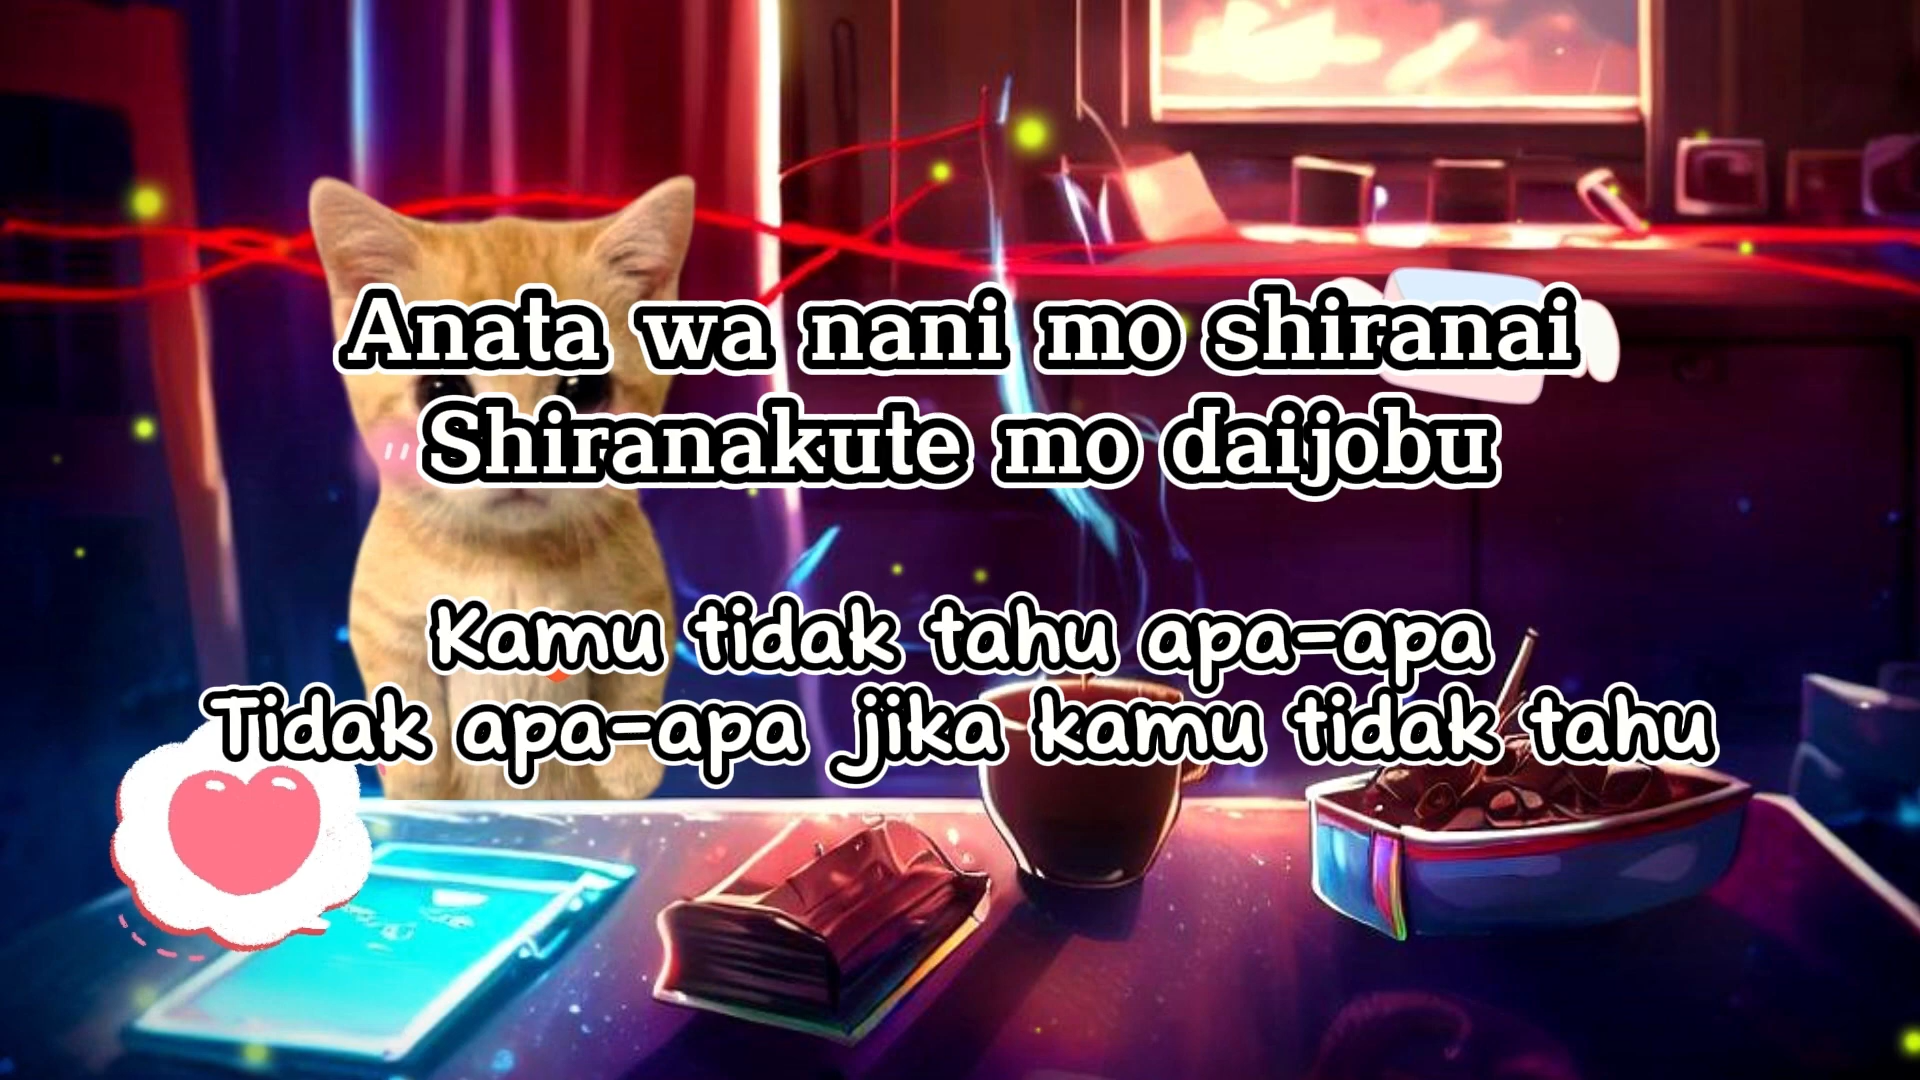 Anata wa nani mo shiranai
Shiranakute mo daijobu
Kamu tidak tahu apa-apa
Tidak apa-apa jika kamu tidak tahu